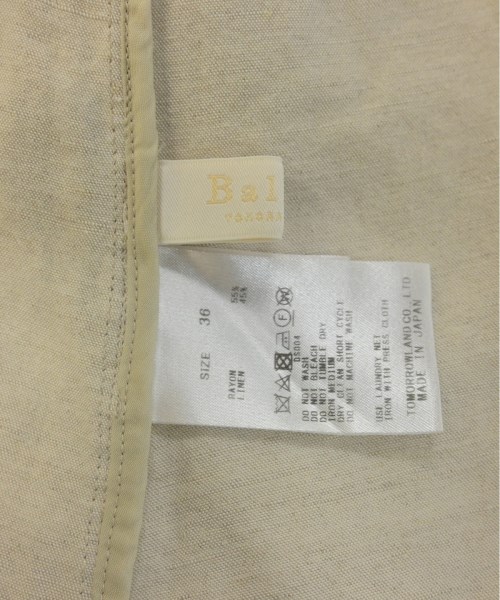 Bal
SIZE 36
RAYON 55%
LINEN 45%
DS004
DO NOT WASH
DO NOT BLEACH
DO NOT TUMBLE DRY
IRON MEDIUM
DRY CLEAN SHORT CYCLE
DO NOT MACHINE WASH
USE LAUNDRY NET
IRON WITH PRESS CLOTH
TOMORROWLAND CO., LTD
MADE IN JAPAN